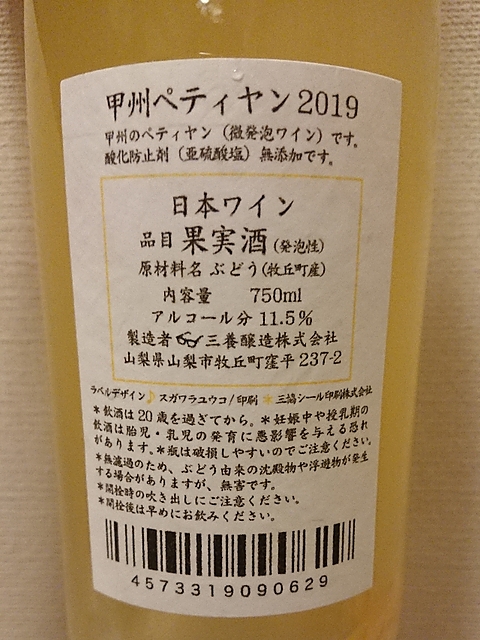 甲州ペティヤン2019
甲州のペティヤン（微発泡ワイン）です。
酸化防止剤（亜硫酸塩）無添加です。
日本ワイン
品目 果実酒(発泡性)
原材料名 ぶどう(牧丘町産)
内容量 750ml
アルコール分 11.5%
製造者 三養醸造株式会社
山梨県山梨市牧丘町窪平237-2
ラベルデザイン♪スガワラユウコ/印刷＊三協シール印刷株式会社
＊飲酒は20歳を過ぎてから。＊妊娠中や授乳期の
飲酒は胎児・乳児の発育に悪影響を与える恐れ
があります。＊瓶は破損しやすいのでご注意ください。
＊無濾過のため、ぶどう由来の沈殿物や浮遊物が発生
する場合がありますが、無害です。
＊開栓時の吹き出しにご注意ください。
＊開栓後は早めにお飲みください。
4573319090629